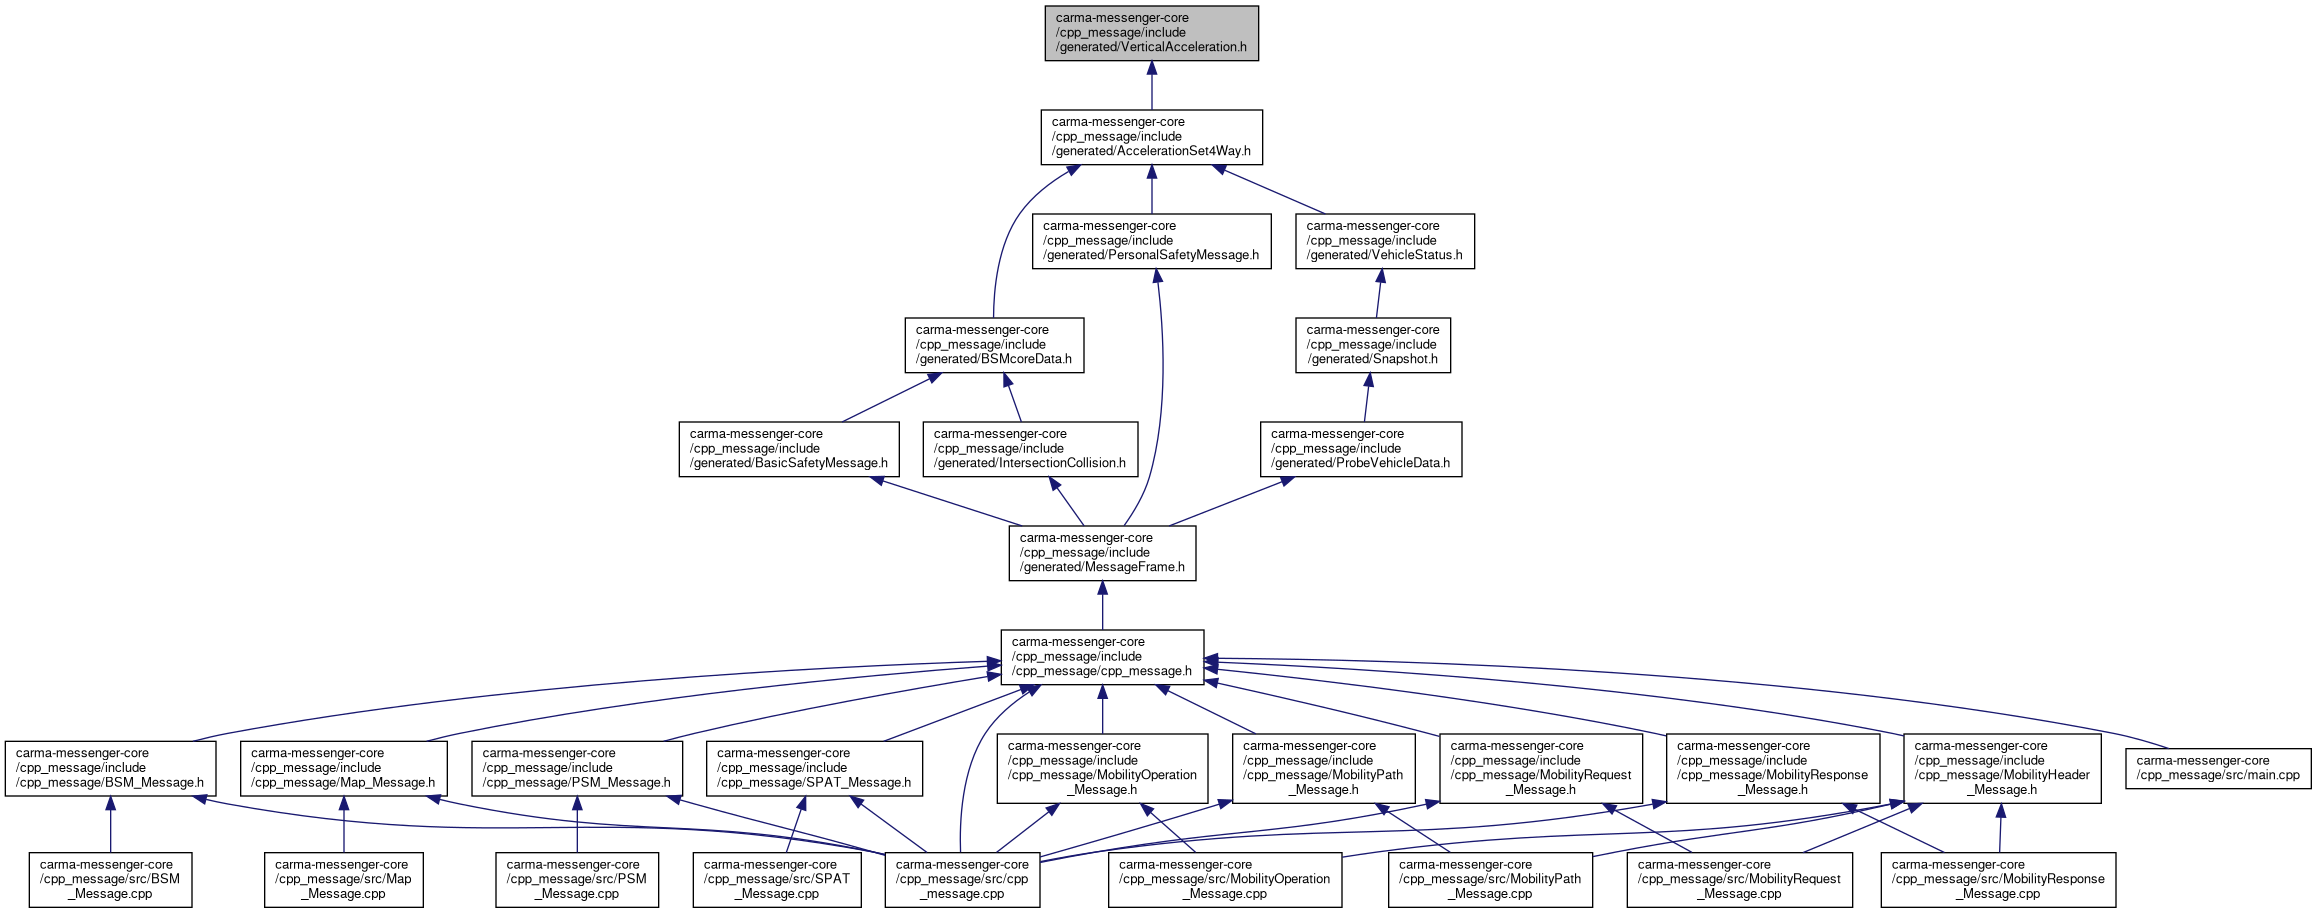 carma-messenger-core
/cpp_message/include
/generated/VerticalAcceleration.h
carma-messenger-core
/cpp_message/include
/generated/AccelerationSet4Way.h
carma-messenger-core
/cpp_message/include
/generated/PersonalSafetyMessage.h
carma-messenger-core
/cpp_message/include
/generated/VehicleStatus.h
carma-messenger-core
/cpp_message/include
/generated/BSMcoreData.h
carma-messenger-core
/cpp_message/include
/generated/Snapshot.h
carma-messenger-core
/cpp_message/include
/generated/BasicSafetyMessage.h
carma-messenger-core
/cpp_message/include
/generated/IntersectionCollision.h
carma-messenger-core
/cpp_message/include
/generated/ProbeVehicleData.h
carma-messenger-core
/cpp_message/include
/generated/MessageFrame.h
carma-messenger-core
/cpp_message/include
/cpp_message/cpp_message.h
carma-messenger-core
/cpp_message/include
/cpp_message/BSM_Message.h
carma-messenger-core
/cpp_message/include
/cpp_message/Map_Message.h
carma-messenger-core
/cpp_message/include
/cpp_message/PSM_Message.h
carma-messenger-core
/cpp_message/include
/cpp_message/SPAT_Message.h
carma-messenger-core
/cpp_message/include
/cpp_message/MobilityOperation
_Message.h
carma-messenger-core
/cpp_message/include
/cpp_message/MobilityPath
_Message.h
carma-messenger-core
/cpp_message/include
/cpp_message/MobilityRequest
_Message.h
carma-messenger-core
/cpp_message/include
/cpp_message/MobilityResponse
_Message.h
carma-messenger-core
/cpp_message/include
/cpp_message/MobilityHeader
_Message.h
carma-messenger-core
/cpp_message/src/main.cpp
carma-messenger-core
/cpp_message/src/BSM
_Message.cpp
carma-messenger-core
/cpp_message/src/Map
_Message.cpp
carma-messenger-core
/cpp_message/src/PSM
_Message.cpp
carma-messenger-core
/cpp_message/src/SPAT
_Message.cpp
carma-messenger-core
/cpp_message/src/cpp
_message.cpp
carma-messenger-core
/cpp_message/src/MobilityOperation
_Message.cpp
carma-messenger-core
/cpp_message/src/MobilityPath
_Message.cpp
carma-messenger-core
/cpp_message/src/MobilityRequest
_Message.cpp
carma-messenger-core
/cpp_message/src/MobilityResponse
_Message.cpp